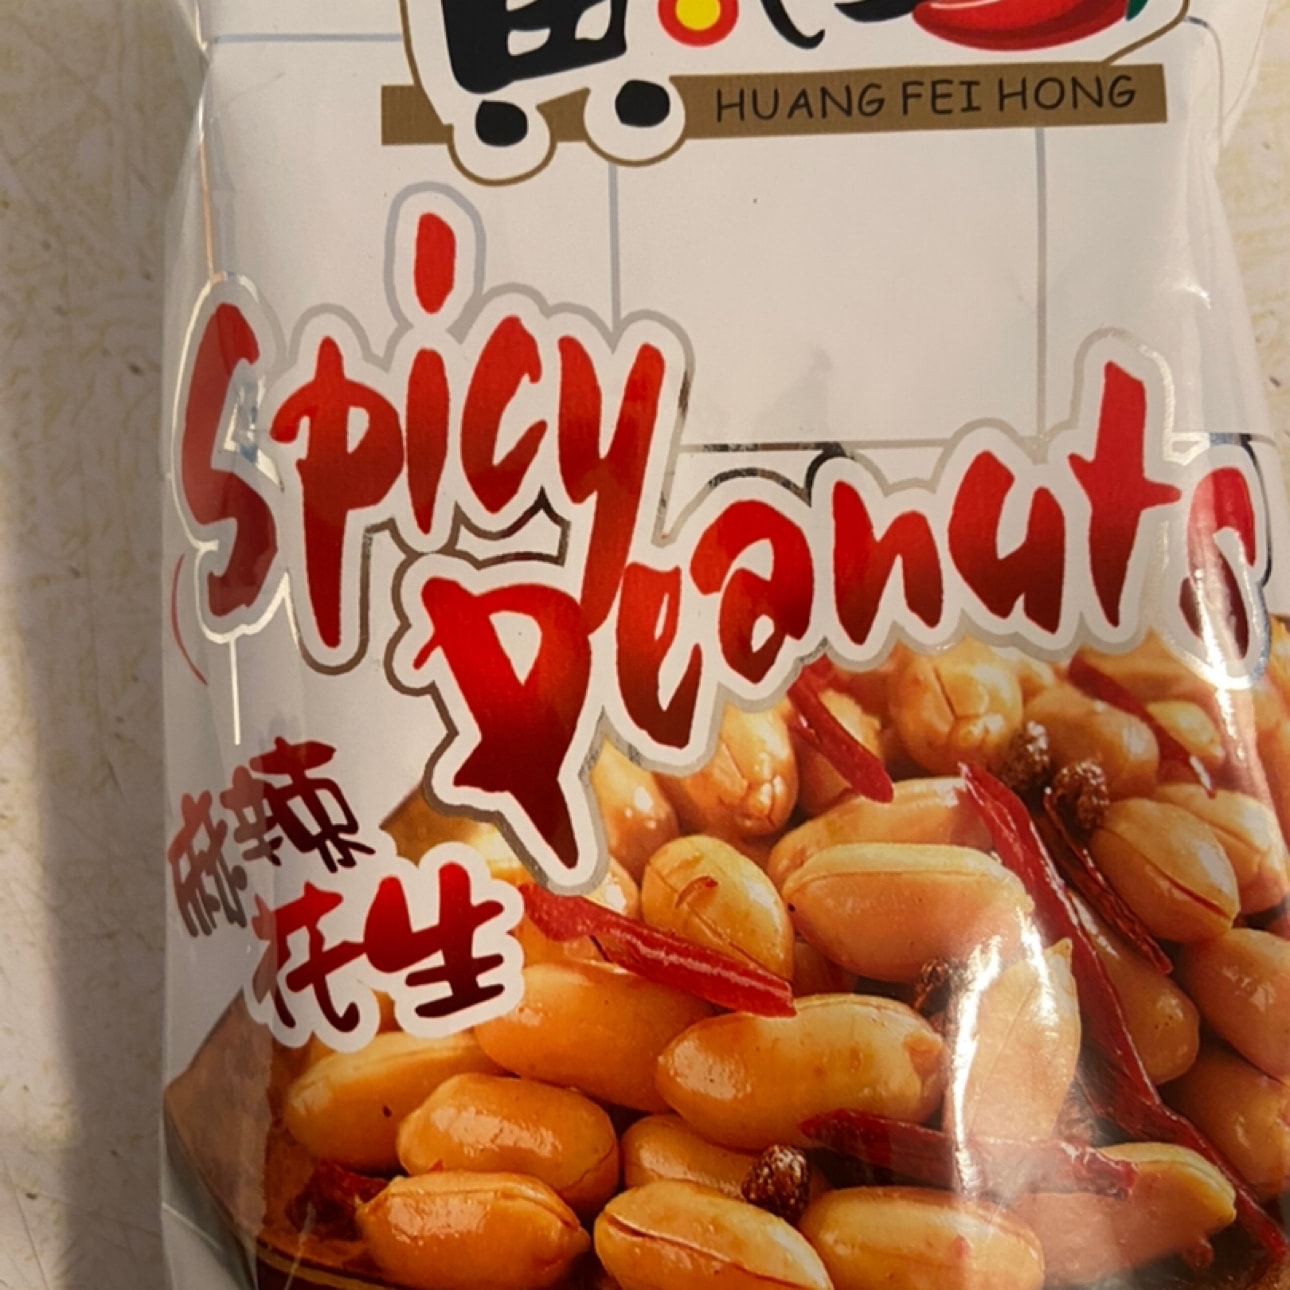 HUANG FEI HONG
Spicy
Peanuts
麻辣
花生